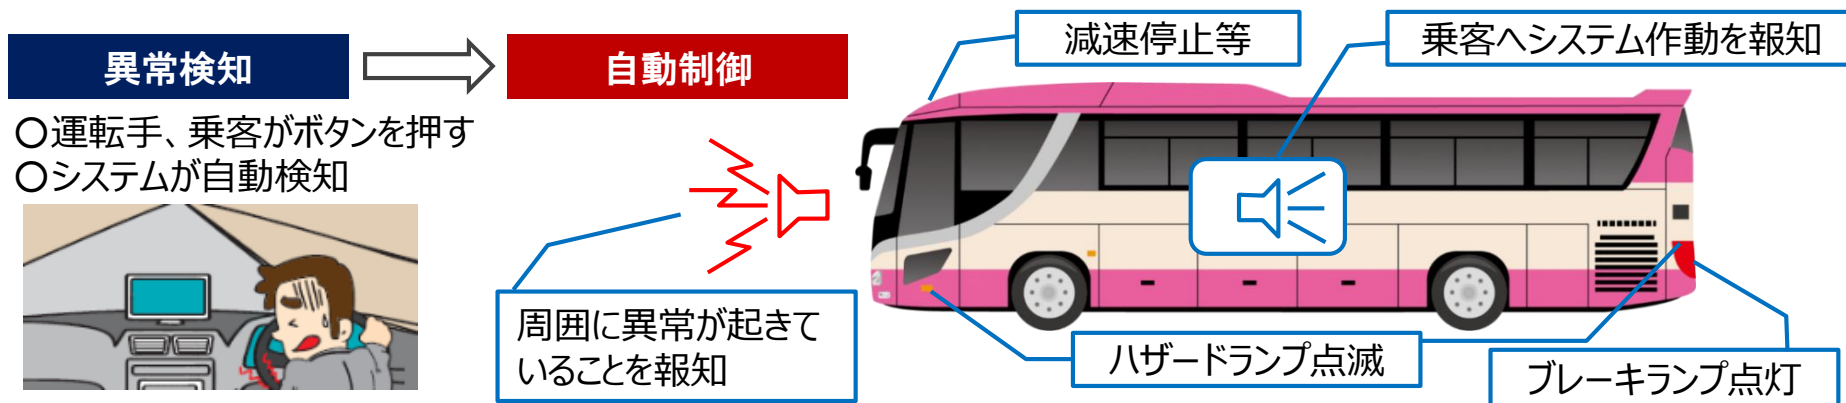 異常検知
自動制御
〇運転手、乗客がボタンを押す
〇システムが自動検知
減速停止等
乗客へシステム作動を報知
周囲に異常が起きて
いることを報知
ハザードランプ点滅
ブレーキランプ点灯